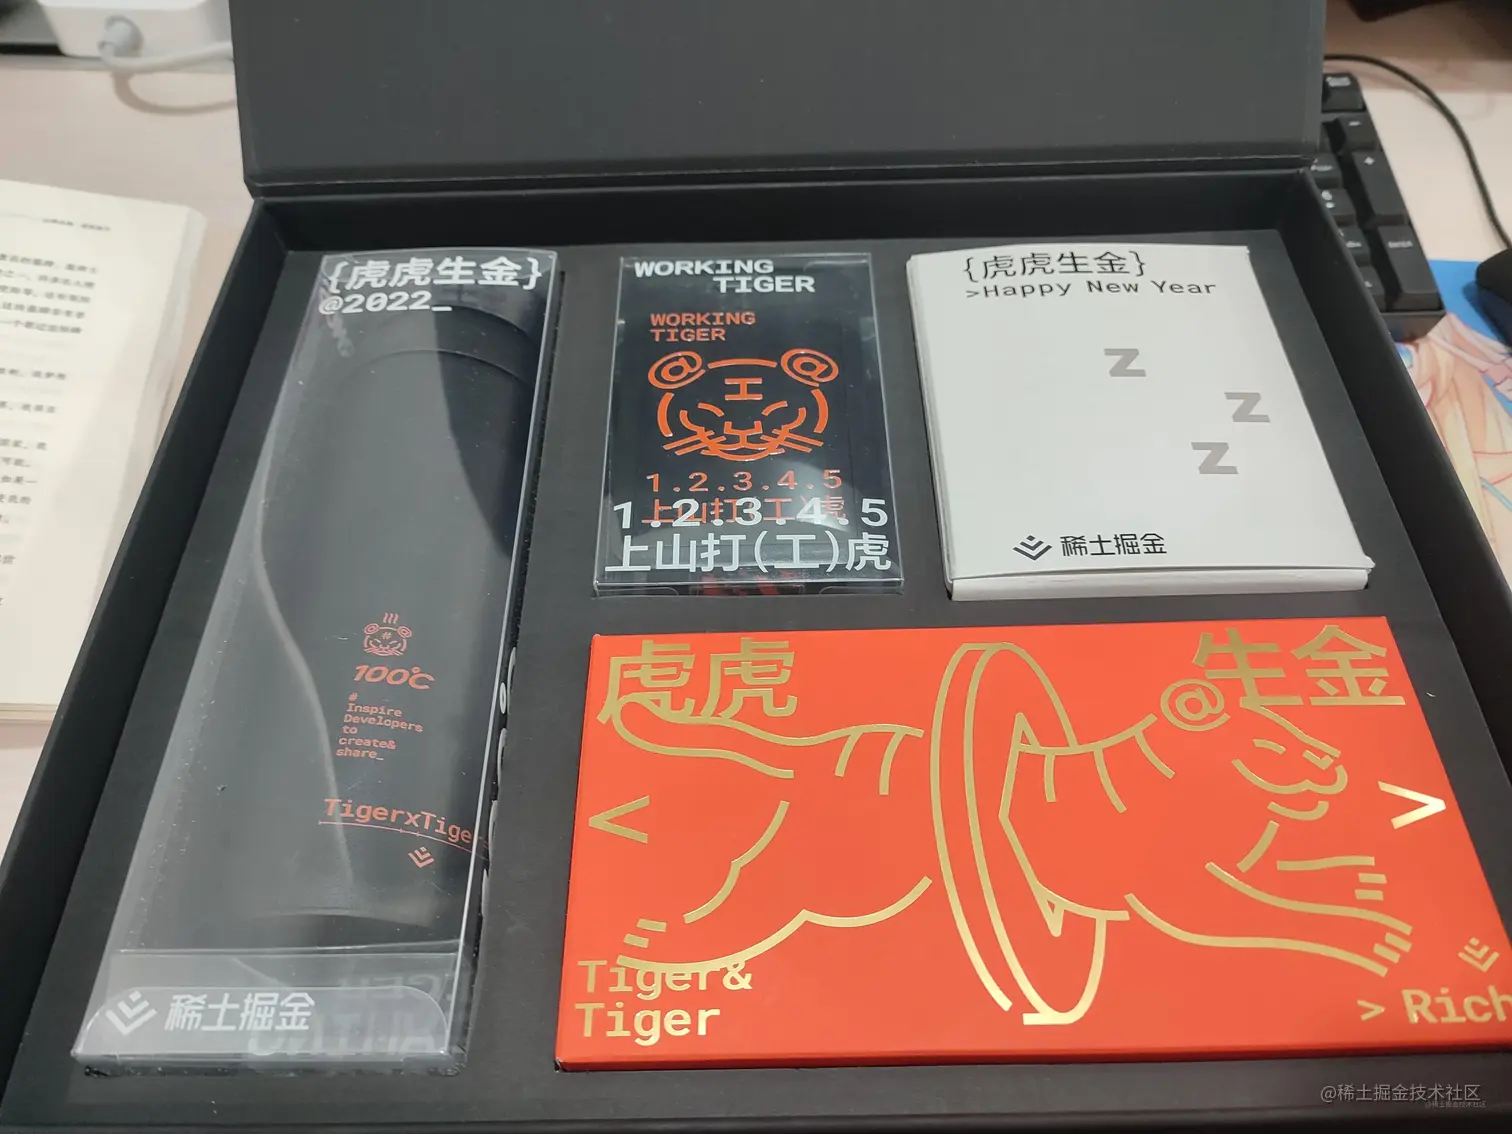 {虎虎生金}
@2022_
100℃
#
Inspire
Developers
to
create&
share_
TigerxTige
稀土掘金
WORKING
TIGER
WORKING
TIGER
@ @
工
1.2.3.4.5
1.2.3.4.5
上山打(工)虎
{虎虎生金}
>Happy New Year
z
z
z
稀土掘金
虎虎@生金
< >
Tiger&
Tiger
> Rich
@稀土掘金技术社区